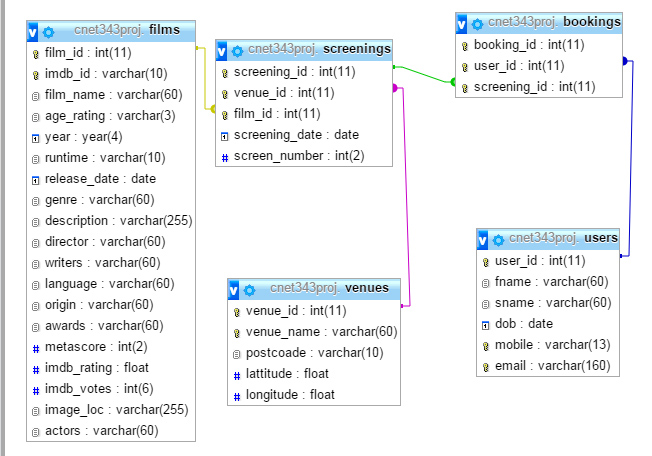 cnet343proj. films
film_id : int(11)
imdb_id : varchar(10)
film_name : varchar(60)
age_rating : varchar(3)
year : year(4)
runtime : varchar(10)
release_date : date
genre : varchar(60)
description : varchar(255)
director : varchar(60)
writers : varchar(60)
language : varchar(60)
origin : varchar(60)
awards : varchar(60)
metascore : int(2)
imdb_rating : float
imdb_votes : int(6)
image_loc : varchar(255)
actors : varchar(60)
cnet343proj. screenings
screening_id : int(11)
venue_id : int(11)
film_id : int(11)
screening_date : date
screen_number : int(2)
cnet343proj. bookings
booking_id : int(11)
user_id : int(11)
screening_id : int(11)
cnet343proj. venues
venue_id : int(11)
venue_name : varchar(60)
postcoade : varchar(10)
lattitude : float
longitude : float
cnet343proj. users
user_id : int(11)
fname : varchar(60)
sname : varchar(60)
dob : date
mobile : varchar(13)
email : varchar(160)